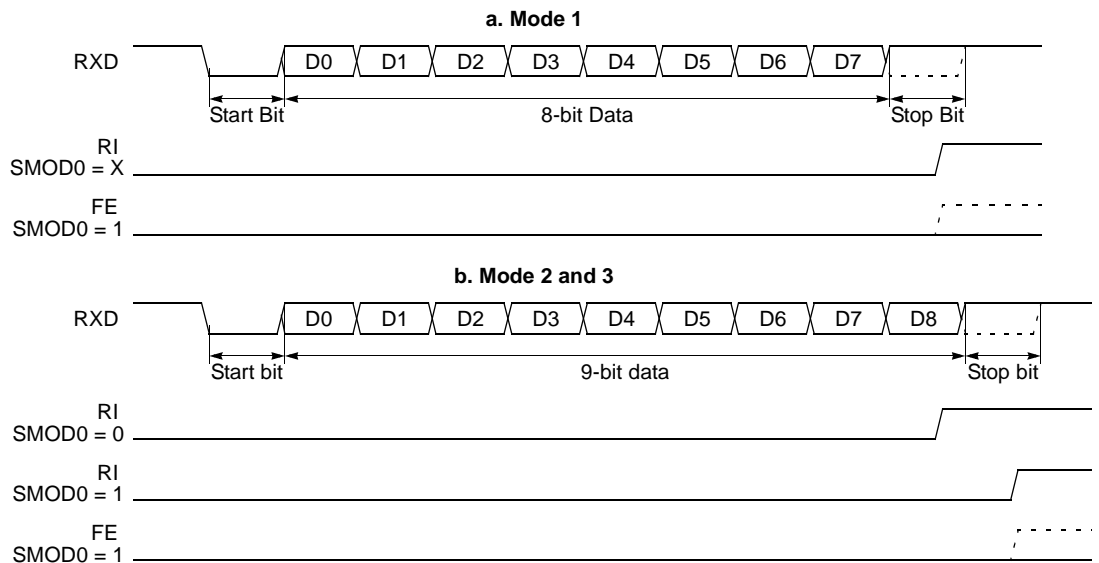 a. Mode 1
RXD D0 D1 D2 D3 D4 D5 D6 D7
Start Bit 8-bit Data Stop Bit
RI
SMOD0 = X
FE
SMOD0 = 1
b. Mode 2 and 3
RXD D0 D1 D2 D3 D4 D5 D6 D7 D8
Start bit 9-bit data Stop bit
RI
SMOD0 = 0
RI
SMOD0 = 1
FE
SMOD0 = 1